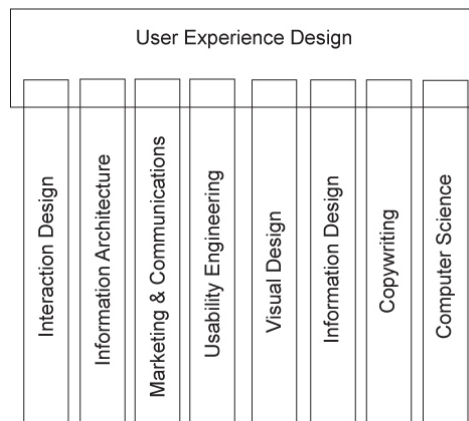 User Experience Design
Interaction Design
Information Architecture
Marketing & Communications
Usability Engineering
Visual Design
Information Design
Copywriting
Computer Science